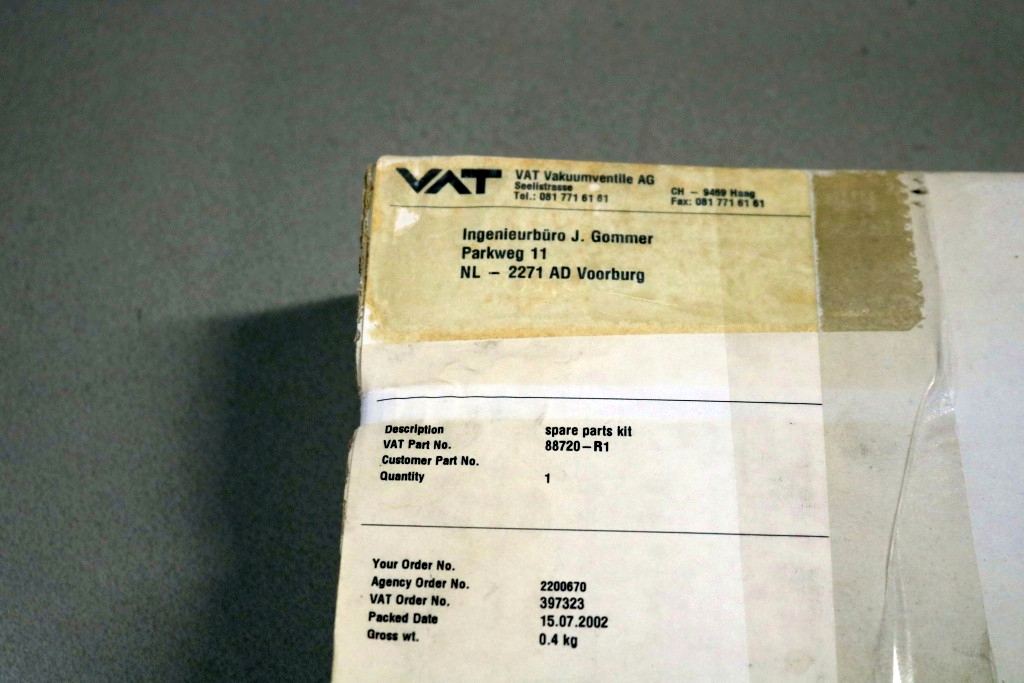 VAT VAT Vakuumventile AG
Seelistrasse CH – 9469 Haag
Tel.: 081 771 61 61 Fax: 081 771 61 61
Ingenieurbüro J. Gommer
Parkweg 11
NL – 2271 AD Voorburg
Description spare parts kit
VAT Part No. 88720–R1
Customer Part No.
Quantity 1
Your Order No.
Agency Order No. 2200670
VAT Order No. 397323
Packed Date 15.07.2002
Gross wt. 0.4 kg